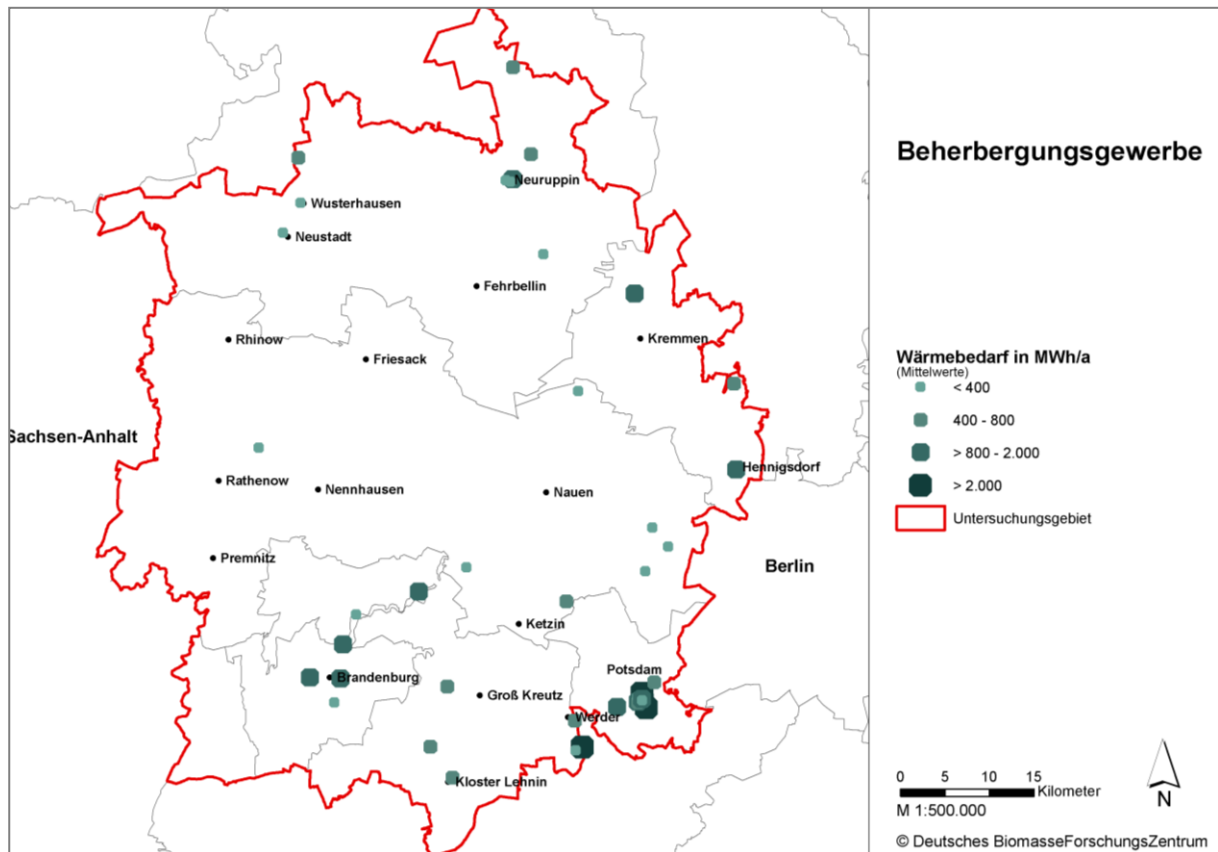 Beherbergungsgewerbe
Neuruppin
Wusterhausen
Neustadt
Fehrbellin
Rhinow
Friesack
Kremmen
Sachsen-Anhalt
Rathenow
Nennhausen
Nauen
Hennigsdorf
Premnitz
Berlin
Ketzin
Potsdam
Brandenburg
Groß Kreutz
Werder
Kloster Lehnin
Wärmebedarf in MWh/a
(Mittelwerte)
< 400
400 - 800
> 800 - 2.000
> 2.000
Untersuchungsgebiet
0 5 10 15
Kilometer
M 1:500.000
N
© Deutsches BiomasseForschungsZentrum